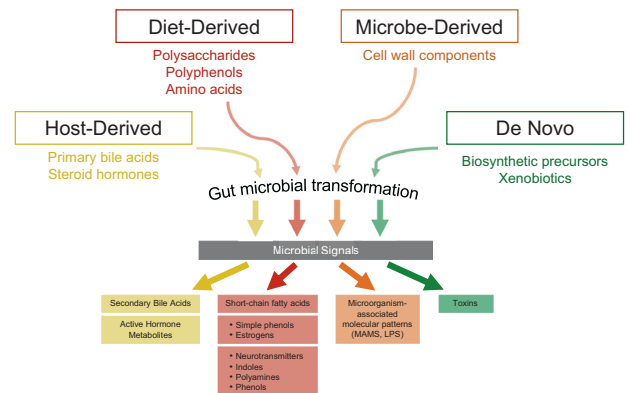 Diet-Derived
Polysaccharides
Polyphenols
Amino acids
Microbe-Derived
Cell wall components
Host-Derived
Primary bile acids
Steroid hormones
De Novo
Biosynthetic precursors
Xenobiotics
Gut microbial transformation
Microbial Signals
Secondary Bile Acids
Active Hormone
Metabolites
Short-chain fatty acids
• Simple phenols
• Estrogens
• Neurotransmitters
• Indoles
• Polyamines
• Phenols
Microorganism-
associated
molecular patterns
(MAMS, LPS)
Toxins